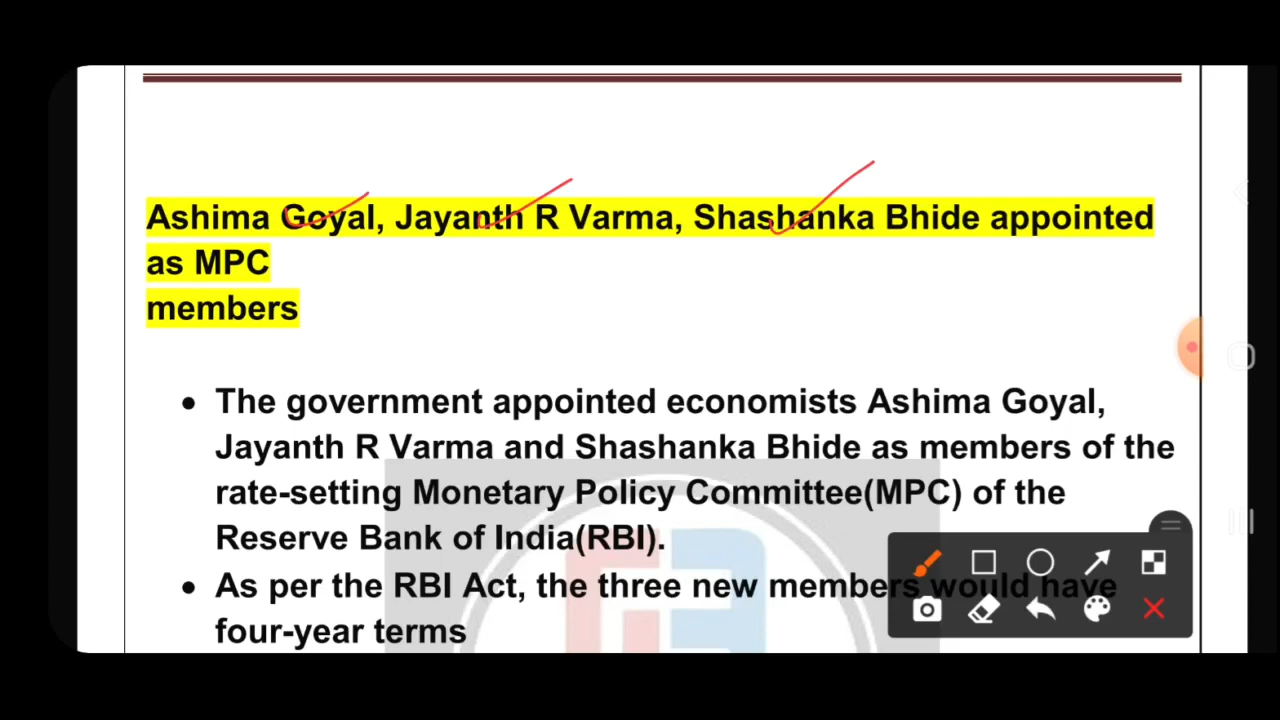 Ashima Goyal, Jayanth R Varma, Shashanka Bhide appointed
as MPC
members
• The government appointed economists Ashima Goyal,
Jayanth R Varma and Shashanka Bhide as members of the
rate-setting Monetary Policy Committee(MPC) of the
Reserve Bank of India(RBI).
• As per the RBI Act, the three new members would have
four-year terms